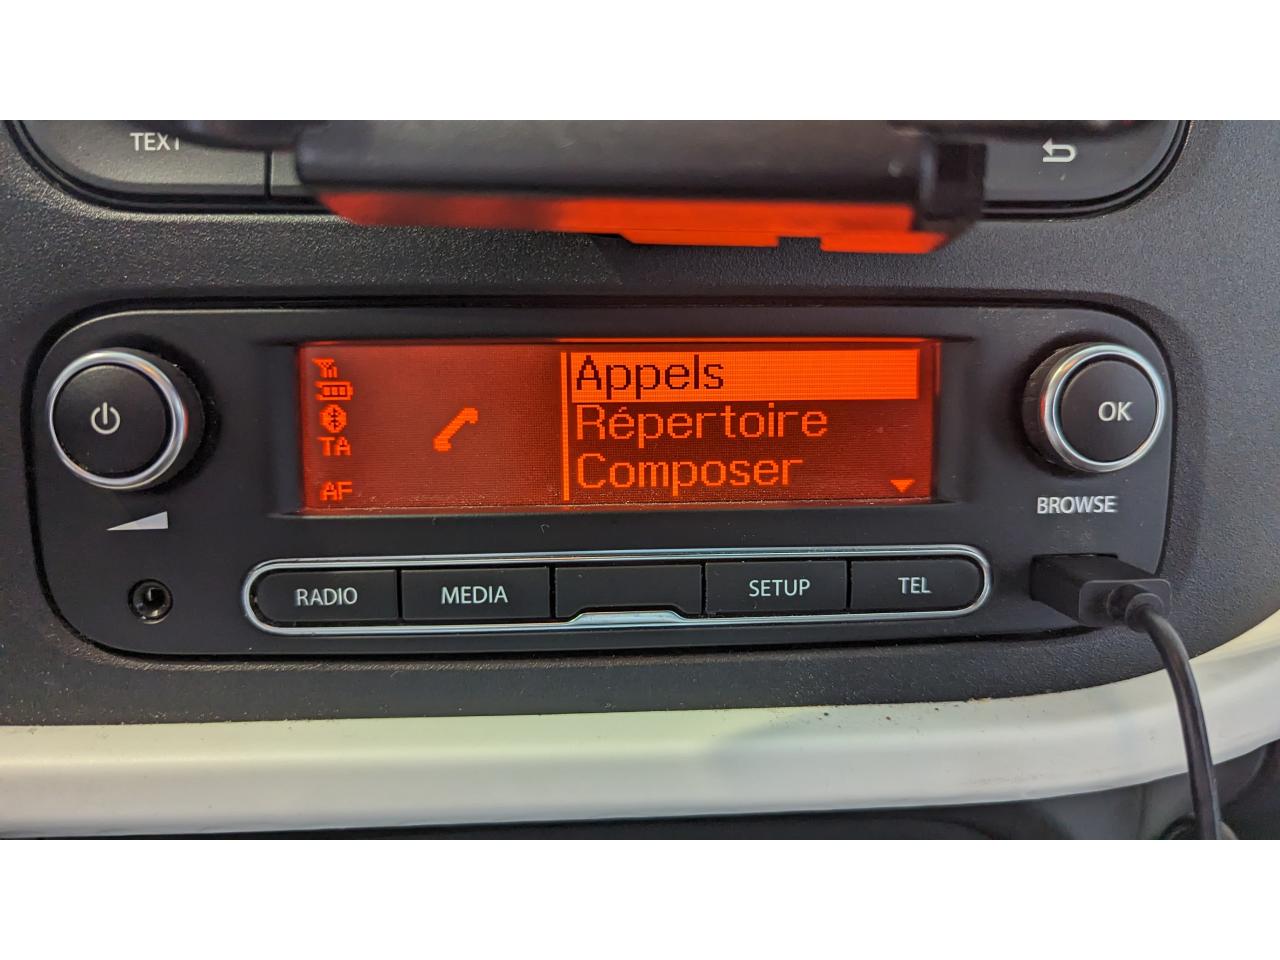 TEXT
Appels
Répertoire
Composer
TA
AF
OK
BROWSE
RADIO
MEDIA
SETUP
TEL